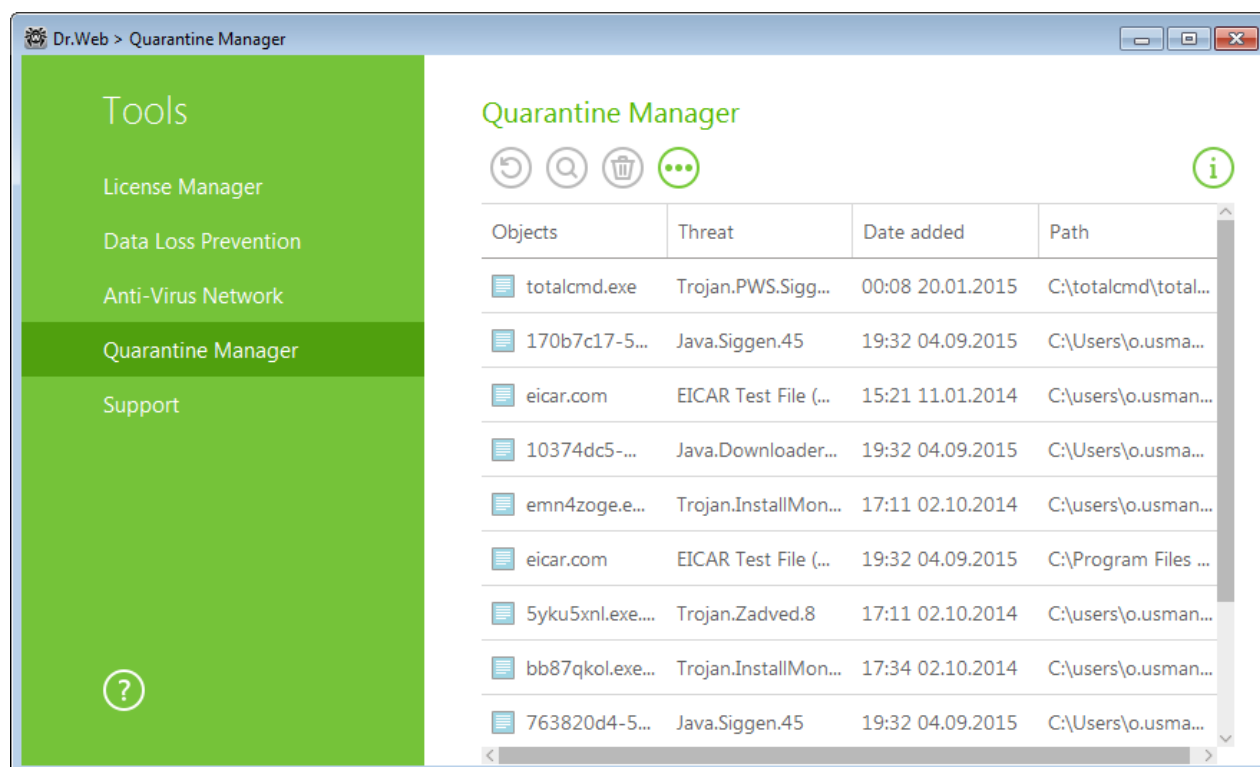 Dr.Web > Quarantine Manager
Tools
License Manager
Data Loss Prevention
Anti-Virus Network
Quarantine Manager
Support
?
Quarantine Manager
i
Objects Threat Date added Path
totalcmd.exe Trojan.PWS.Sigg... 00:08 20.01.2015 C:\totalcmd\total...
170b7c17-5... Java.Siggen.45 19:32 04.09.2015 C:\Users\o.usma...
eicar.com EICAR Test File (... 15:21 11.01.2014 C:\users\o.usman...
10374dc5-... Java.Downloader... 19:32 04.09.2015 C:\Users\o.usma...
emn4zoge.e... Trojan.InstallMon... 17:11 02.10.2014 C:\users\o.usman...
eicar.com EICAR Test File (... 19:32 04.09.2015 C:\Program Files ...
5yku5xnl.exe.... Trojan.Zadved.8 17:11 02.10.2014 C:\users\o.usman...
bb87qkol.exe... Trojan.InstallMon... 17:34 02.10.2014 C:\users\o.usman...
763820d4-5... Java.Siggen.45 19:32 04.09.2015 C:\Users\o.usma...